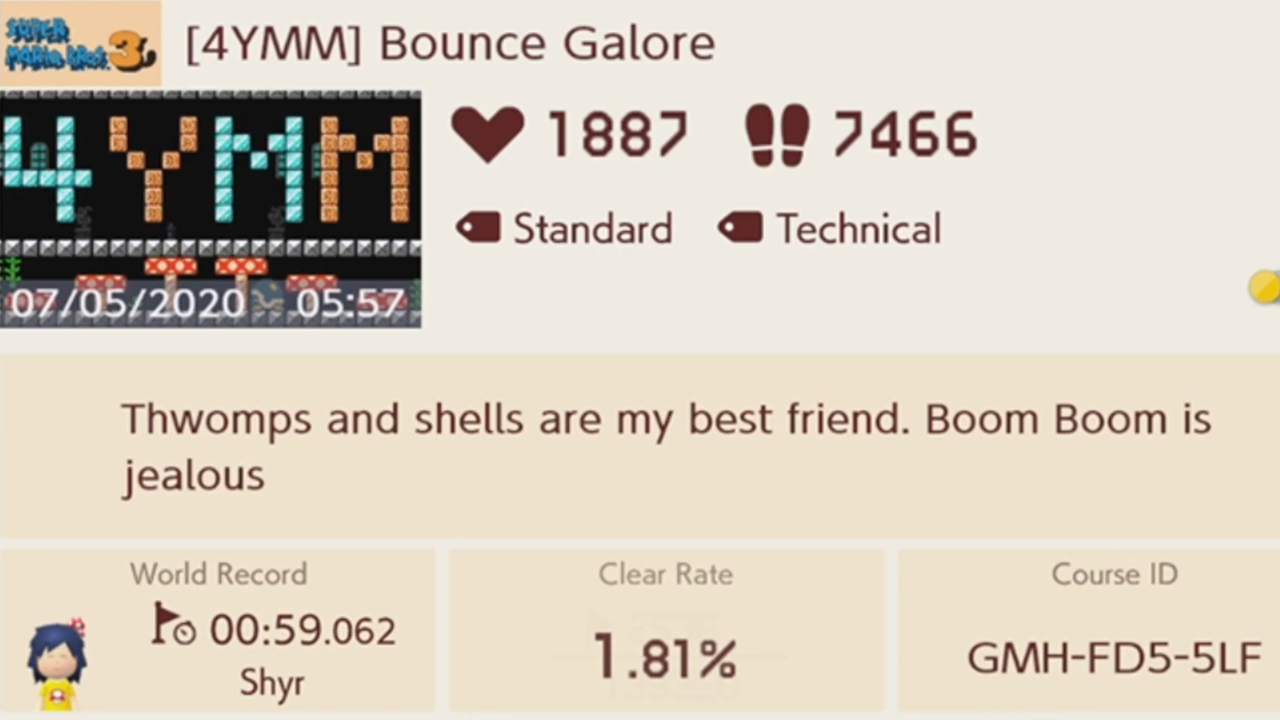 SUPER MARIO BROS. 3
[4YMM] Bounce Galore
4YMM
1887 7466
Standard Technical
07/05/2020 05:57
Thwomps and shells are my best friend. Boom Boom is
jealous
World Record Clear Rate Course ID
00:59.062
Shyr
1.81%
GMH-FD5-5LF